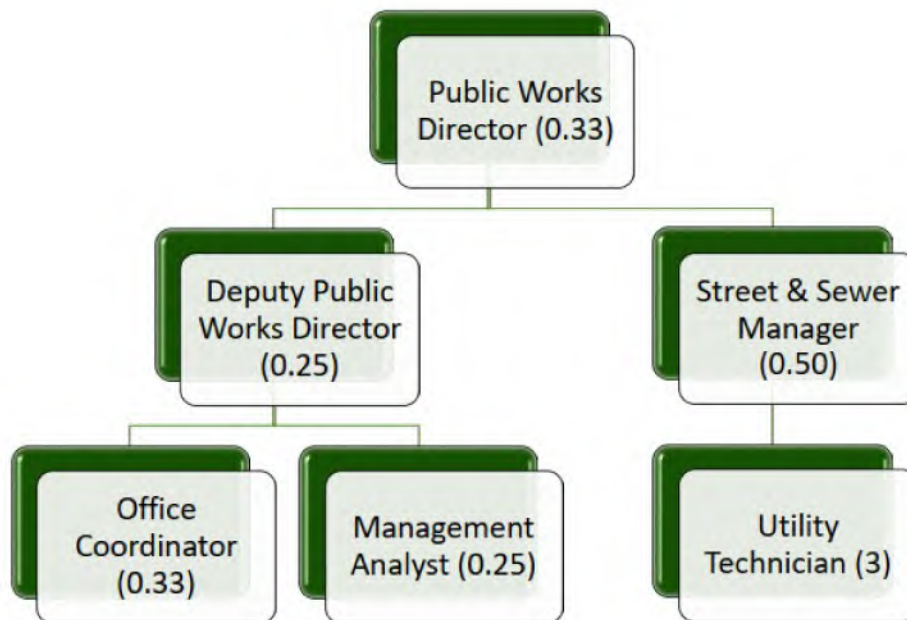 Public Works
Director (0.33)
Deputy Public
Works Director
(0.25)
Street & Sewer
Manager
(0.50)
Office
Coordinator
(0.33)
Management
Analyst (0.25)
Utility
Technician (3)